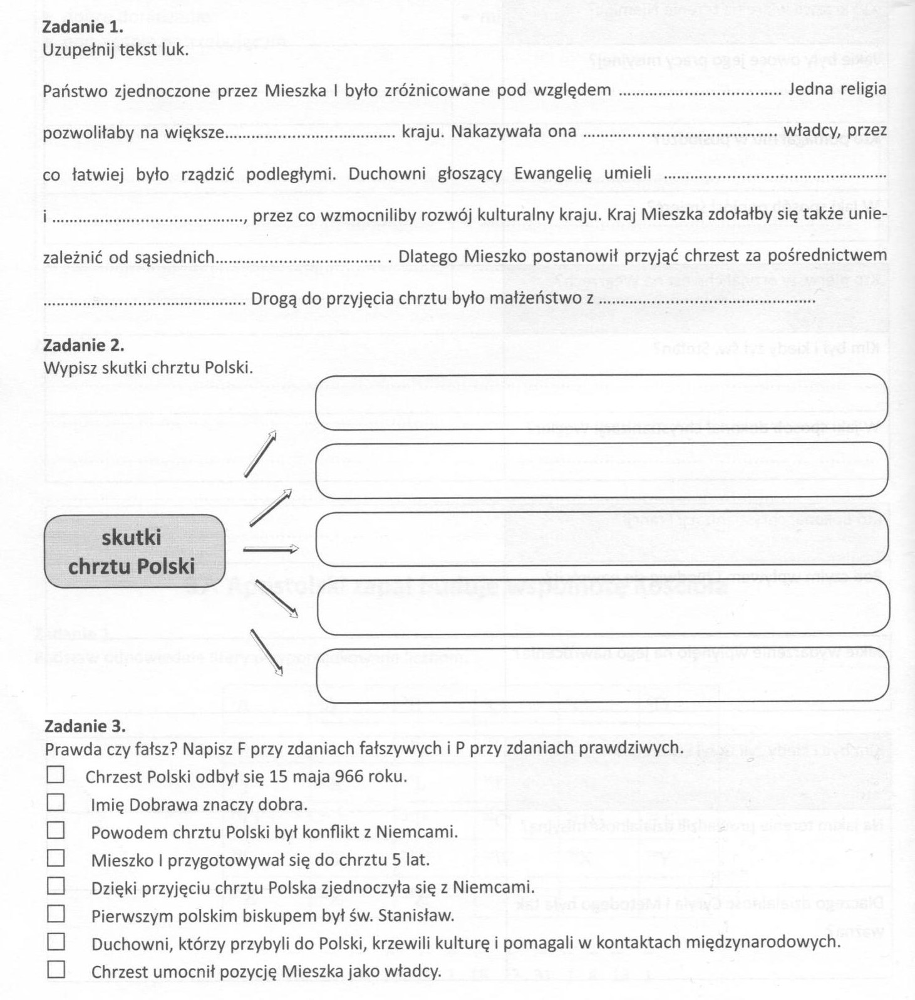 Zadanie 1.
Uzupełnij tekst luk.
Państwo zjednoczone przez Mieszka I było zróżnicowane pod względem .................................. Jedna religia
pozwoliłaby na większe.................................... kraju. Nakazywała ona ......................................... władcy, przez
co łatwiej było rządzić podległymi. Duchowni głoszący Ewangelię umieli ...............................................
i ........................................, przez co wzmocniliby rozwój kulturalny kraju. Kraj Mieszka zdołałby się także unie-
zależnić od sąsiednich................................... . Dlatego Mieszko postanowił przyjąć chrzest za pośrednictwem
.......................................... Drogą do przyjęcia chrztu było małżeństwo z .............................................
Zadanie 2.
Wypisz skutki chrztu Polski.
skutki
chrztu Polski
Zadanie 3.
Prawda czy fałsz? Napisz F przy zdaniach fałszywych i P przy zdaniach prawdziwych.
Chrzest Polski odbył się 15 maja 966 roku.
Imię Dobrawa znaczy dobra.
Powodem chrztu Polski był konflikt z Niemcami.
Mieszko I przygotowywał się do chrztu 5 lat.
Dzięki przyjęciu chrztu Polska zjednoczyła się z Niemcami.
Pierwszym polskim biskupem był św. Stanisław.
Duchowni, którzy przybyli do Polski, krzewili kulturę i pomagali w kontaktach międzynarodowych.
Chrzest umocnił pozycję Mieszka jako władcy.